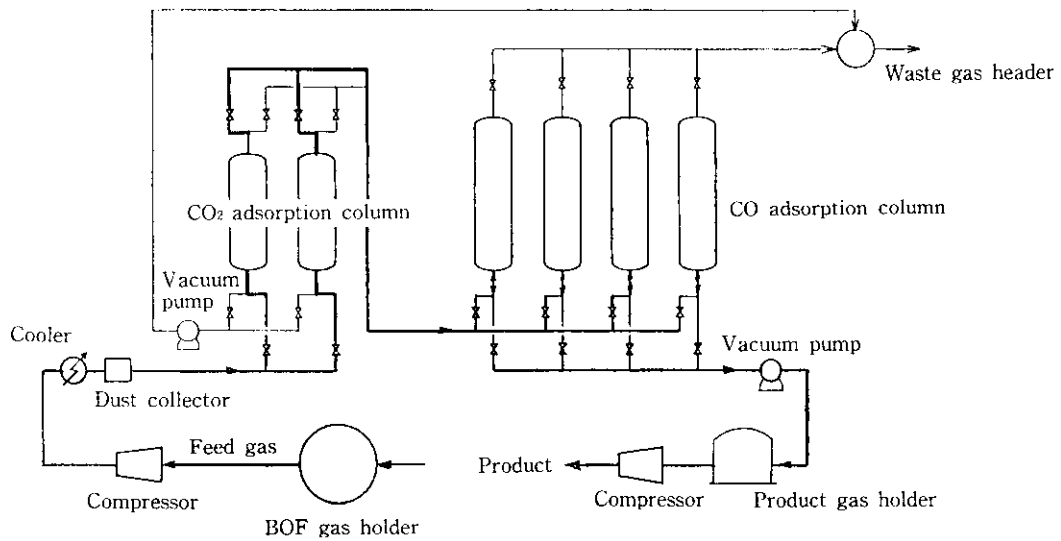 Waste gas header
CO₂ adsorption column
CO adsorption column
Vacuum
pump
Cooler
Vacuum pump
Dust collector
Feed gas
Product
Compressor
Compressor
Product gas holder
BOF gas holder